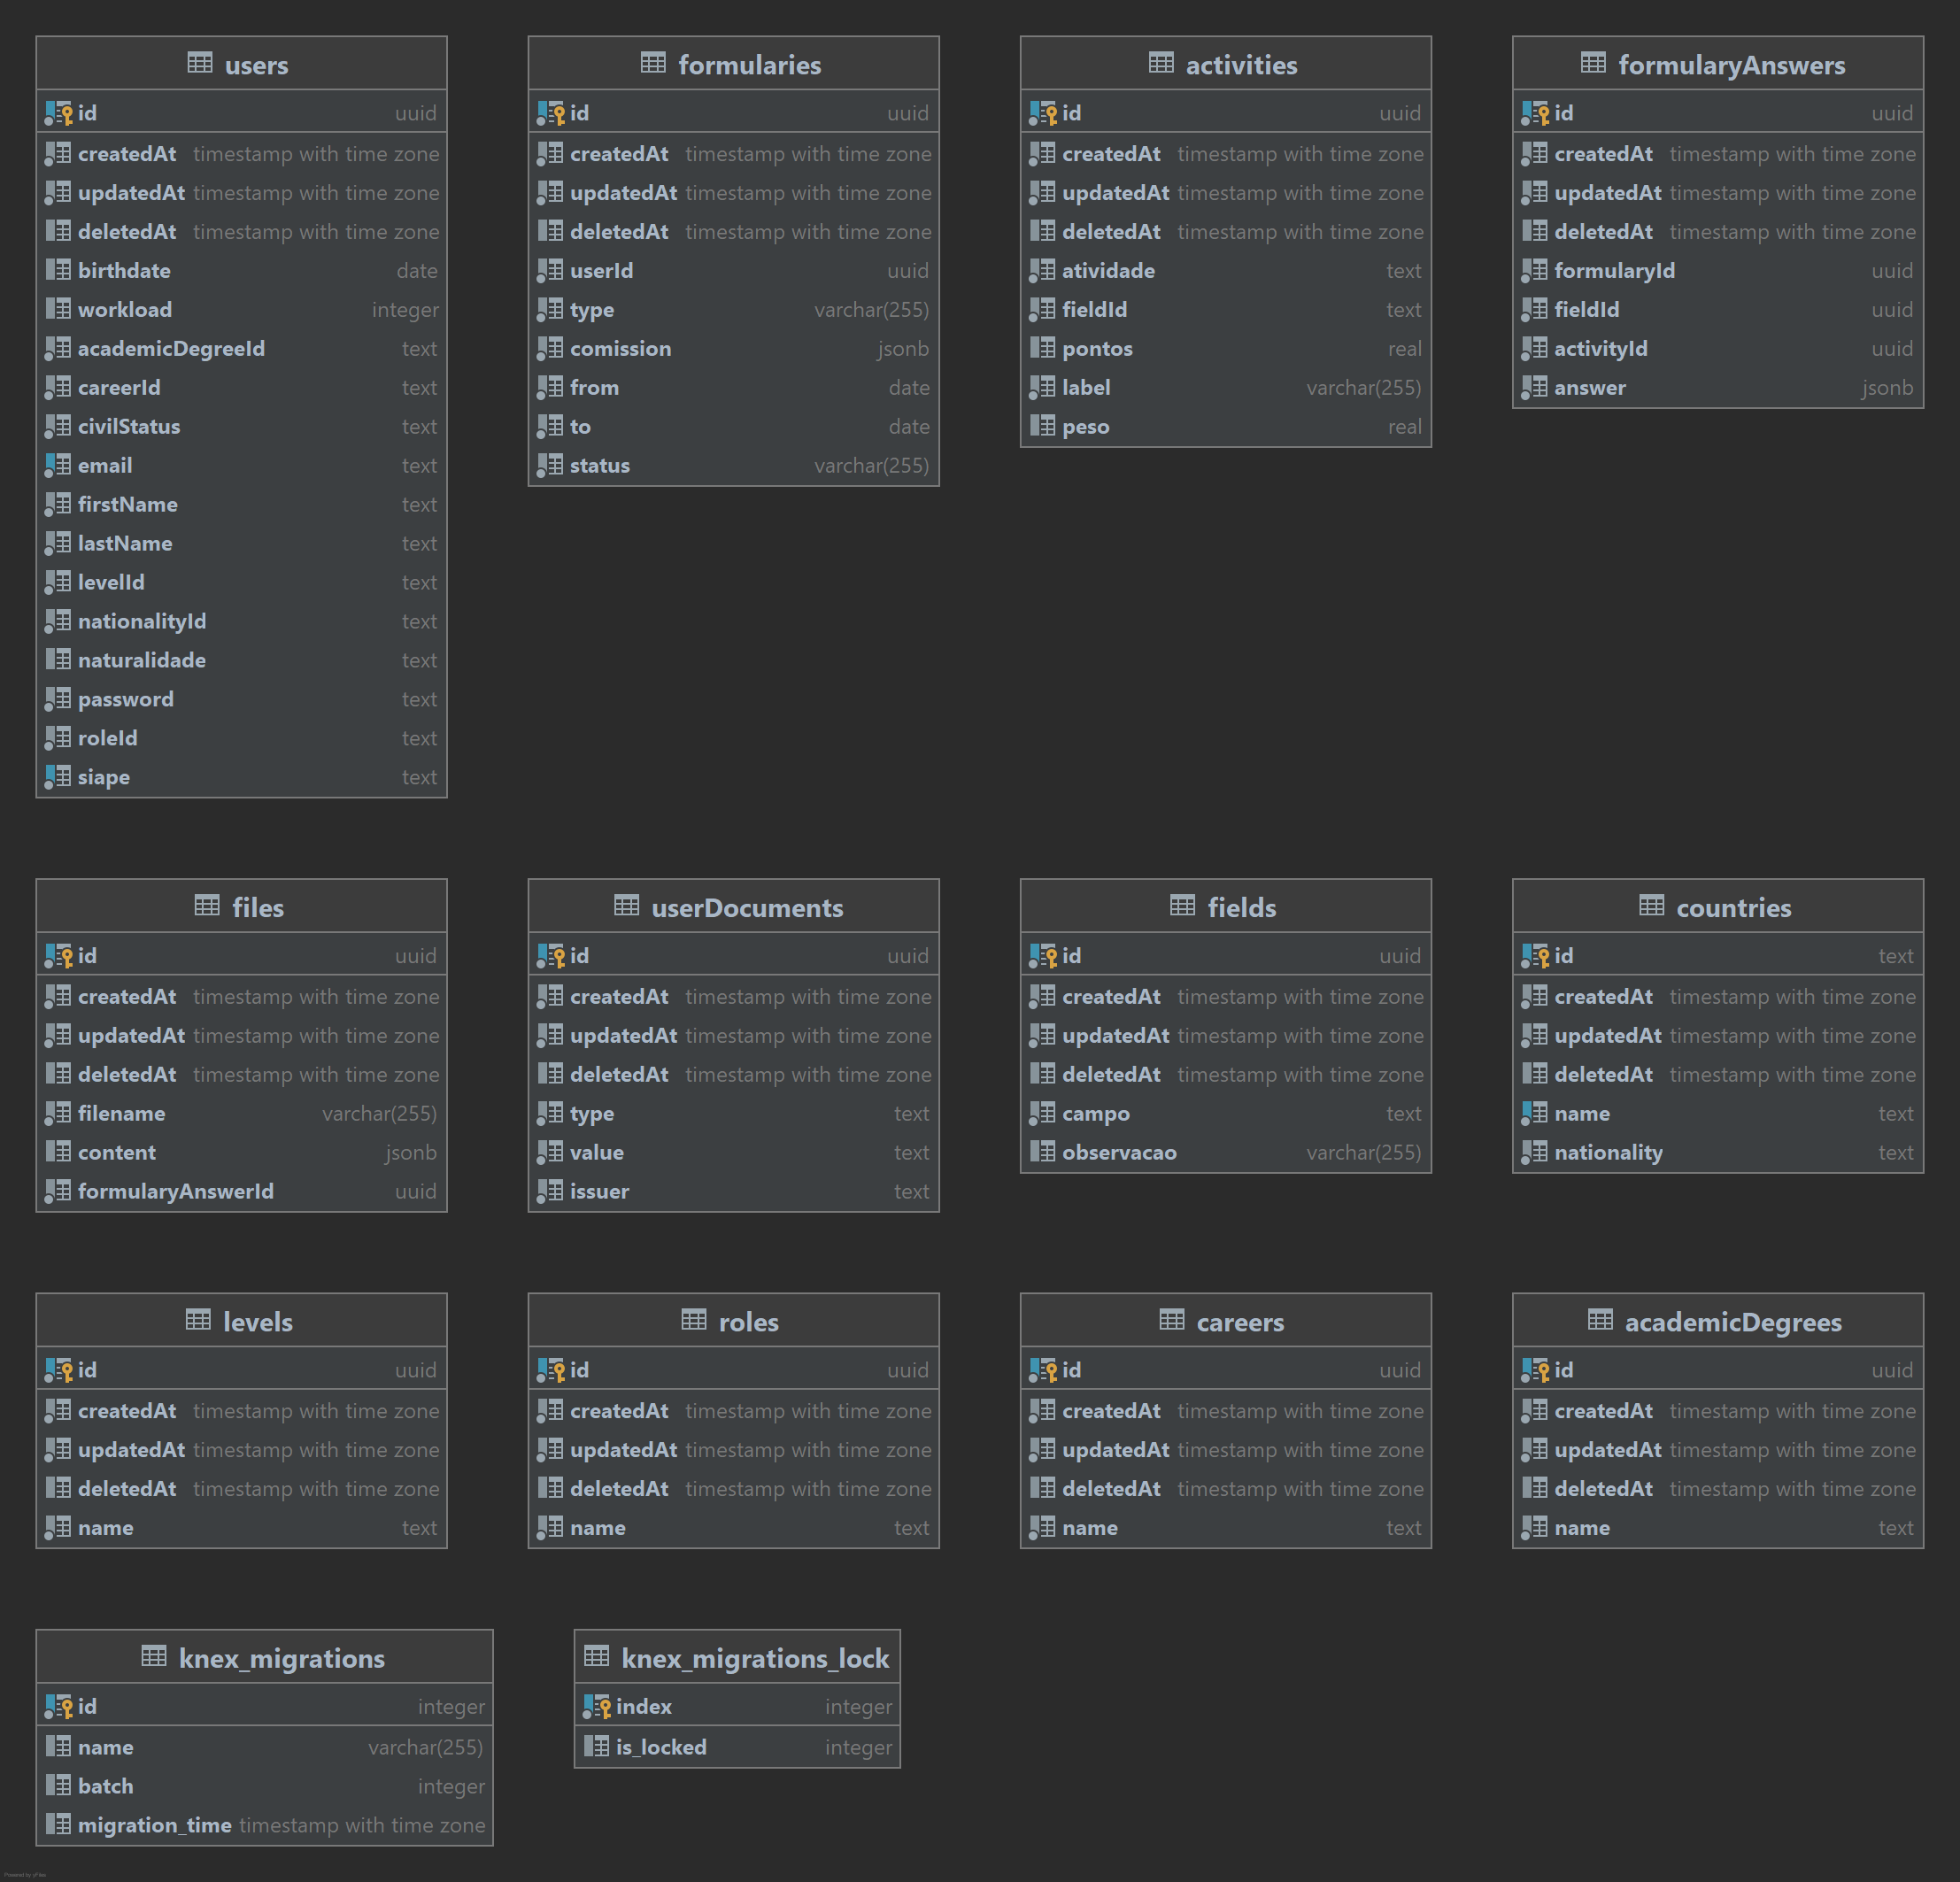 users
id uuid
createdAt timestamp with time zone
updatedAt timestamp with time zone
deletedAt timestamp with time zone
birthdate date
workload integer
academicDegreeId text
careerId text
civilStatus text
email text
firstName text
lastName text
levelId text
nationalityId text
naturalidade text
password text
roleId text
siape text
formularies
id uuid
createdAt timestamp with time zone
updatedAt timestamp with time zone
deletedAt timestamp with time zone
userId uuid
type varchar(255)
comission jsonb
from date
to date
status varchar(255)
activities
id uuid
createdAt timestamp with time zone
updatedAt timestamp with time zone
deletedAt timestamp with time zone
atividade text
fieldId text
pontos real
label varchar(255)
peso real
formularyAnswers
id uuid
createdAt timestamp with time zone
updatedAt timestamp with time zone
deletedAt timestamp with time zone
formularyId uuid
fieldId uuid
activityId uuid
answer jsonb
files
id uuid
createdAt timestamp with time zone
updatedAt timestamp with time zone
deletedAt timestamp with time zone
filename varchar(255)
content jsonb
formularyAnswerId uuid
userDocuments
id uuid
createdAt timestamp with time zone
updatedAt timestamp with time zone
deletedAt timestamp with time zone
type text
value text
issuer text
fields
id uuid
createdAt timestamp with time zone
updatedAt timestamp with time zone
deletedAt timestamp with time zone
campo text
observacao varchar(255)
countries
id text
createdAt timestamp with time zone
updatedAt timestamp with time zone
deletedAt timestamp with time zone
name text
nationality text
levels
id uuid
createdAt timestamp with time zone
updatedAt timestamp with time zone
deletedAt timestamp with time zone
name text
roles
id uuid
createdAt timestamp with time zone
updatedAt timestamp with time zone
deletedAt timestamp with time zone
name text
careers
id uuid
createdAt timestamp with time zone
updatedAt timestamp with time zone
deletedAt timestamp with time zone
name text
academicDegrees
id uuid
createdAt timestamp with time zone
updatedAt timestamp with time zone
deletedAt timestamp with time zone
name text
knex_migrations
id integer
name varchar(255)
batch integer
migration_time timestamp with time zone
knex_migrations_lock
index integer
is_locked integer
Powered by yFiles